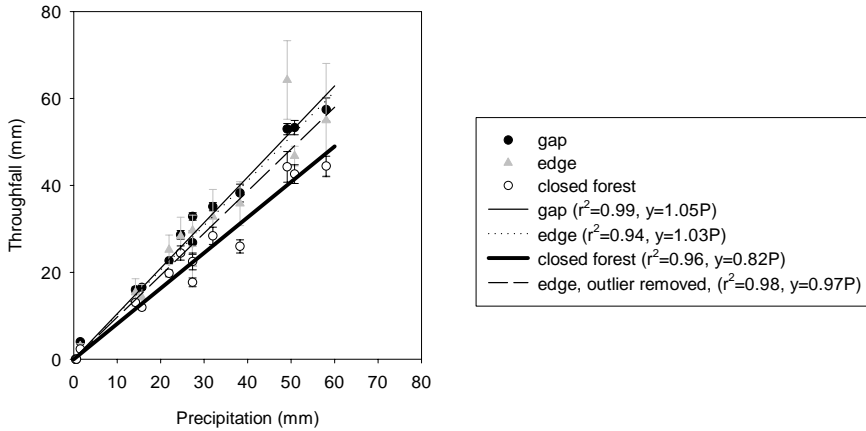 80
60
40
20
0
Throughfall (mm)
0 10 20 30 40 50 60 70 80
Precipitation (mm)
gap
edge
closed forest
gap (r²=0.99, y=1.05P)
edge (r²=0.94, y=1.03P)
closed forest (r²=0.96, y=0.82P)
edge, outlier removed, (r²=0.98, y=0.97P)